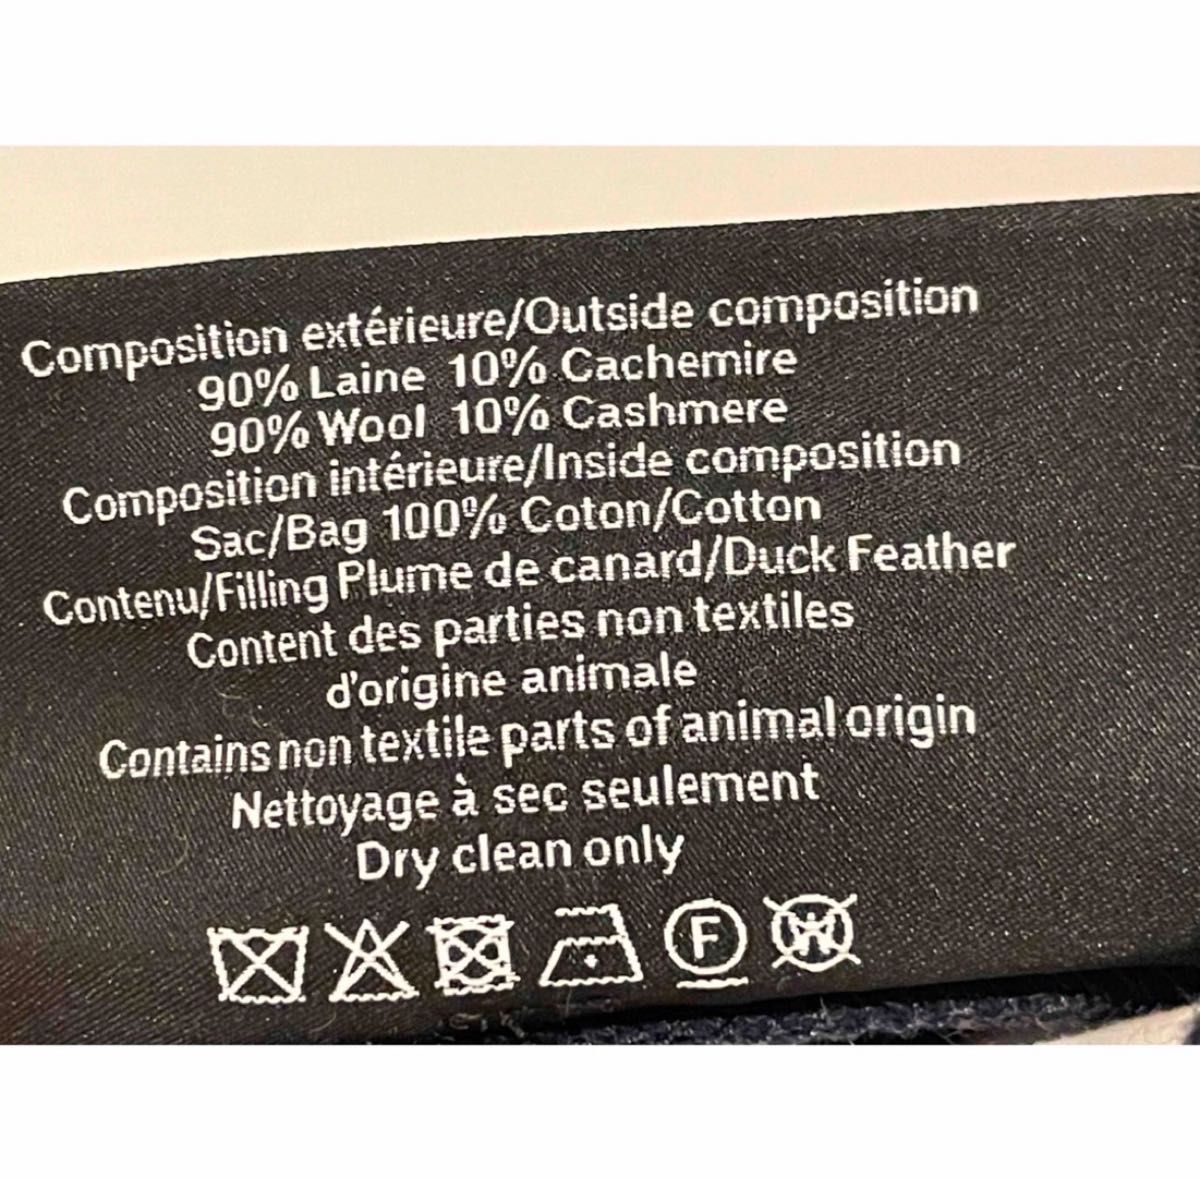 Composition extérieure/Outside composition
90% Laine 10% Cachemire
90% Wool 10% Cashmere
Composition intérieure/Inside composition
Sac/Bag 100% Coton/Cotton
Contenu/Filling Plume de canard/Duck Feather
Content des parties non textiles
d'origine animale
Contains non textile parts of animal origin
Nettoyage à sec seulement
Dry clean only
F W